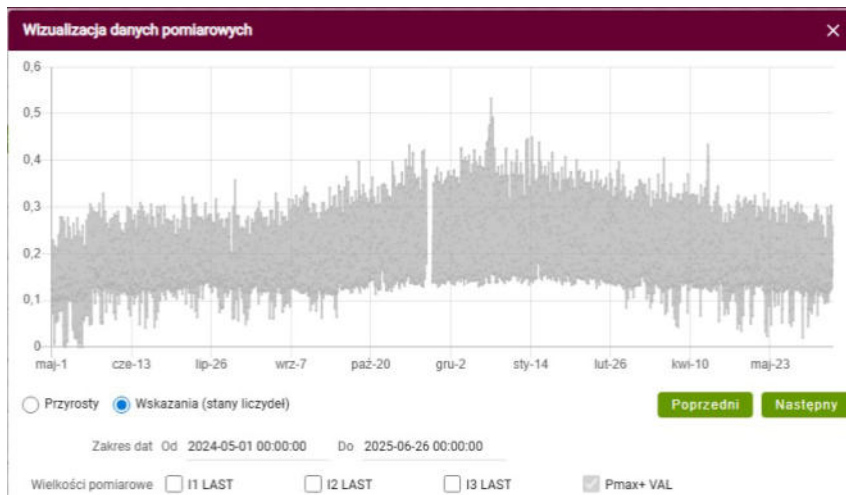 Wizualizacja danych pomiarowych ×
0,6
0,5
0,4
0,3
0,2
0,1
0
maj-1 cze-13 lip-26 wrz-7 paź-20 gru-2 sty-14 lut-26 kwi-10 maj-23
Przyrosty Wskazania (stany liczydeł) Poprzedni Następny
Zakres dat Od 2024-05-01 00:00:00 Do 2025-06-26 00:00:00
Wielkości pomiarowe I1 LAST I2 LAST I3 LAST Pmax+ VAL